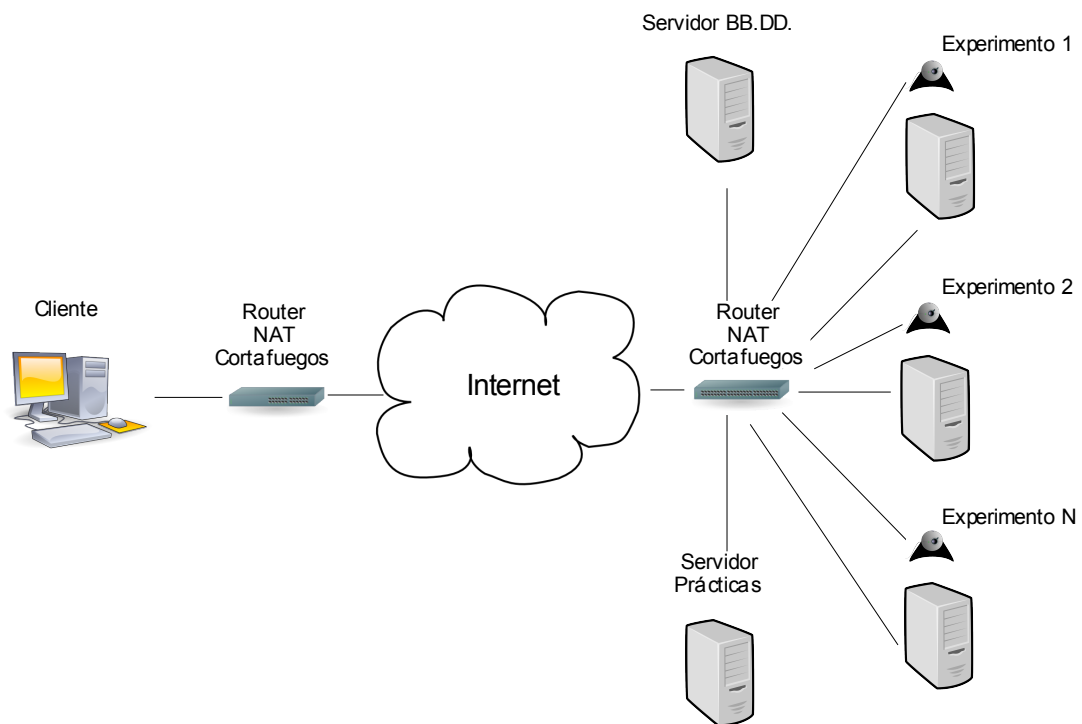 Servidor BB.DD.
Experimento 1
Cliente
Router
NAT
Cortafuegos
Internet
Router
NAT
Cortafuegos
Experimento 2
Servidor
Prácticas
Experimento N